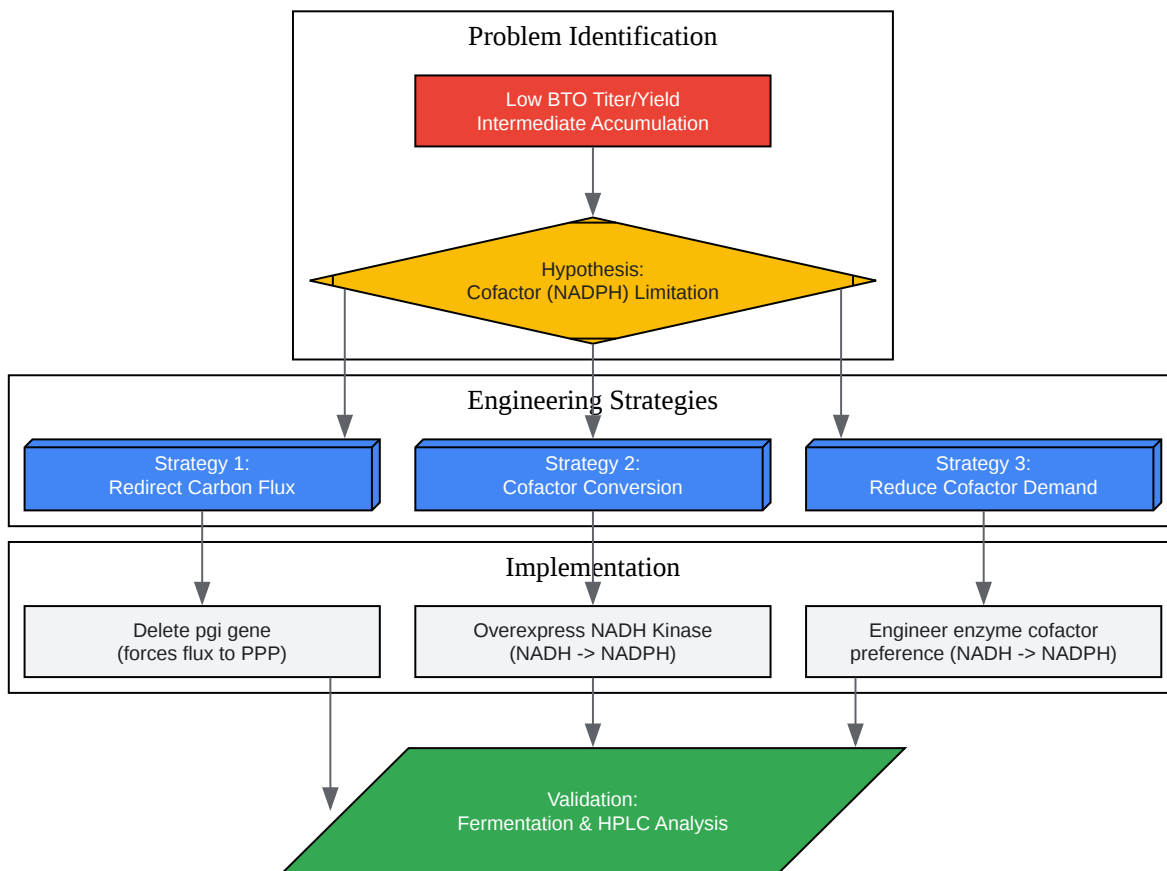 Problem Identification
Low BTO Titer/Yield
Intermediate Accumulation
Hypothesis:
Cofactor (NADPH) Limitation
Engineering Strategies
Strategy 1:
Redirect Carbon Flux
Strategy 2:
Cofactor Conversion
Strategy 3:
Reduce Cofactor Demand
Implementation
Delete pgi gene
(forces flux to PPP)
Overexpress NADH Kinase
(NADH -> NADPH)
Engineer enzyme cofactor
preference (NADH -> NADPH)
Validation:
Fermentation & HPLC Analysis